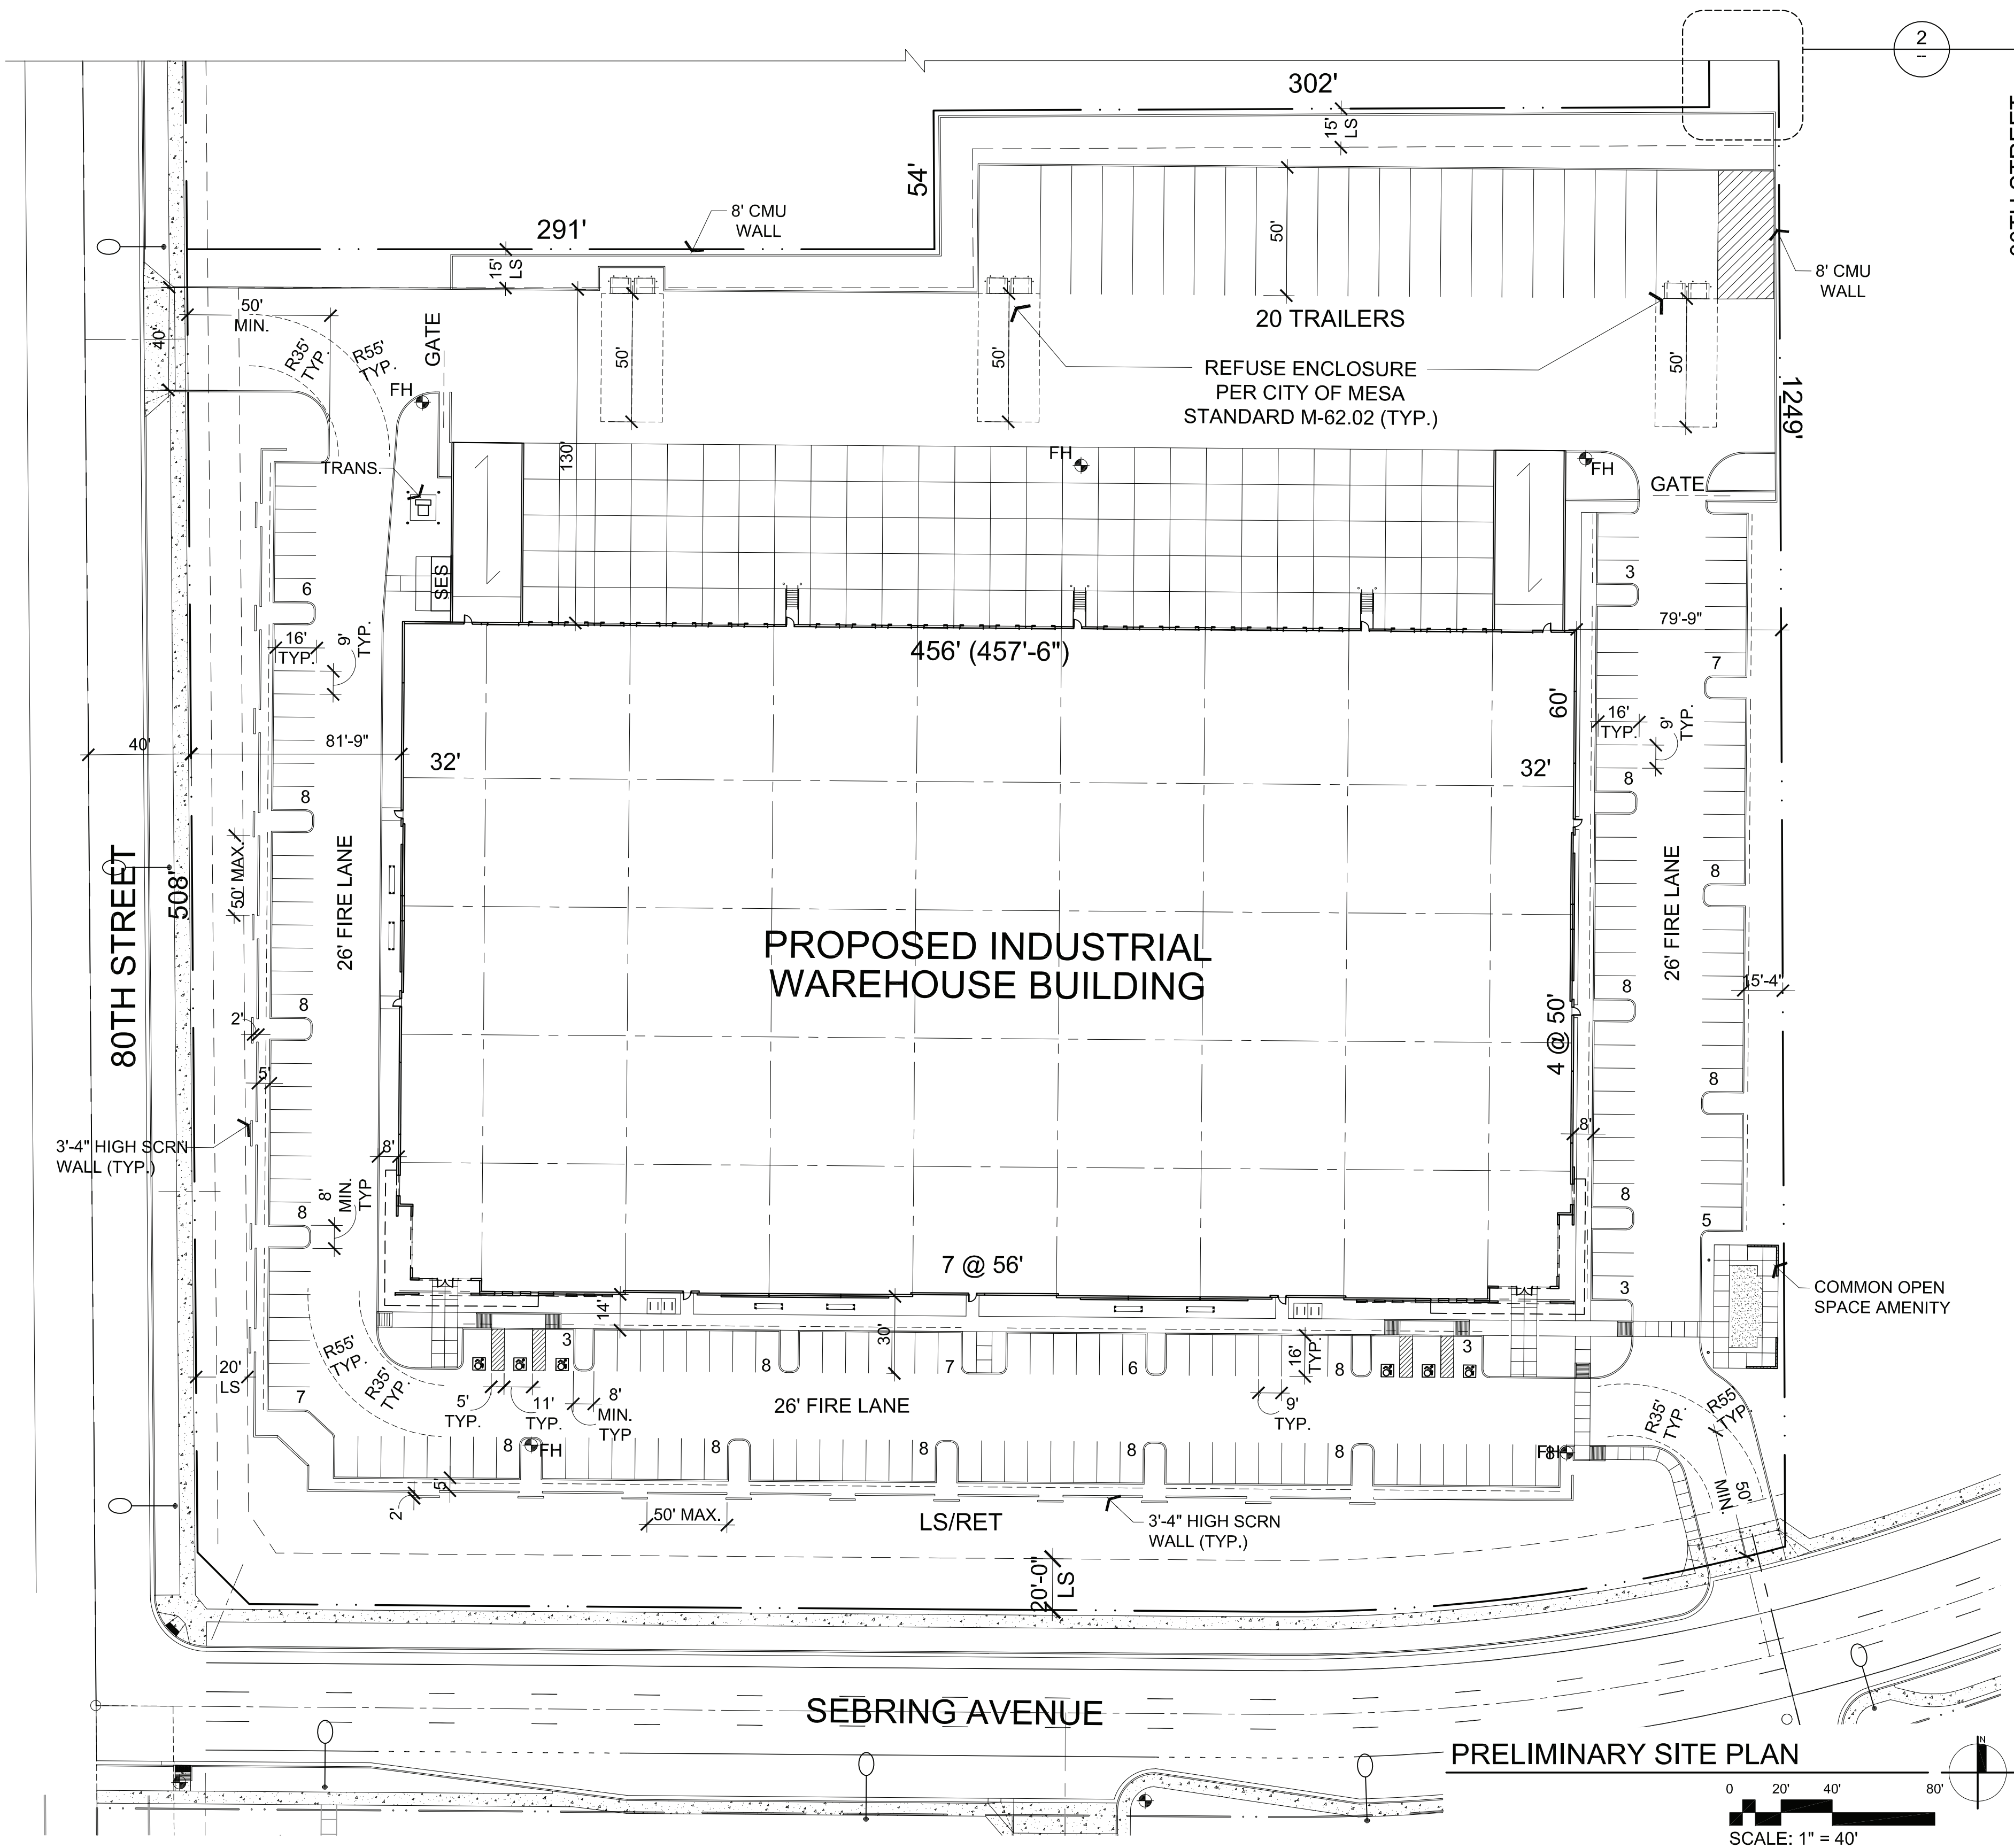 2
--
302'
15'
LS
54'
8' CMU
WALL
291'
15'
LS
50'
8' CMU
WALL
50'
MIN.
40'
R35'
TYP.
R55'
TYP.
GATE
FH
50'
50'
20 TRAILERS
50'
REFUSE ENCLOSURE
PER CITY OF MESA
STANDARD M-62.02 (TYP.)
1249'
130'
TRANS.
FH
FH
GATE
SES
6
3
16'
TYP.
9'
TYP.
456' (457'-6")
79'-9"
7
60'
16'
TYP.
9'
TYP.
40'
81'-9"
32'
32'
8
8
80TH STREET
508'
50' MAX.
26' FIRE LANE
26' FIRE LANE
8
PROPOSED INDUSTRIAL
WAREHOUSE BUILDING
15'-4"
8
8
2'
4 @ 50'
5'
8
3'-4" HIGH SCRN
WALL (TYP.)
8'
8'
8'
MIN.
TYP
8
8
5
7 @ 56'
3
COMMON OPEN
SPACE AMENITY
14'
30'
R55'
TYP.
R35'
TYP.
20'
LS
7
3
8
7
6
16'
TYP.
8
3
5'
TYP.
11'
TYP.
8'
MIN.
TYP
26' FIRE LANE
9'
TYP.
R35'
TYP.
R55'
TYP.
8
FH
8
8
8
8
FH
8
5'
2'
50' MAX.
LS/RET
3'-4" HIGH SCRN
WALL (TYP.)
50'
MIN.
20'-0"
LS
SEBRING AVENUE
PRELIMINARY SITE PLAN
N
0 20' 40' 80'
SCALE: 1" = 40'